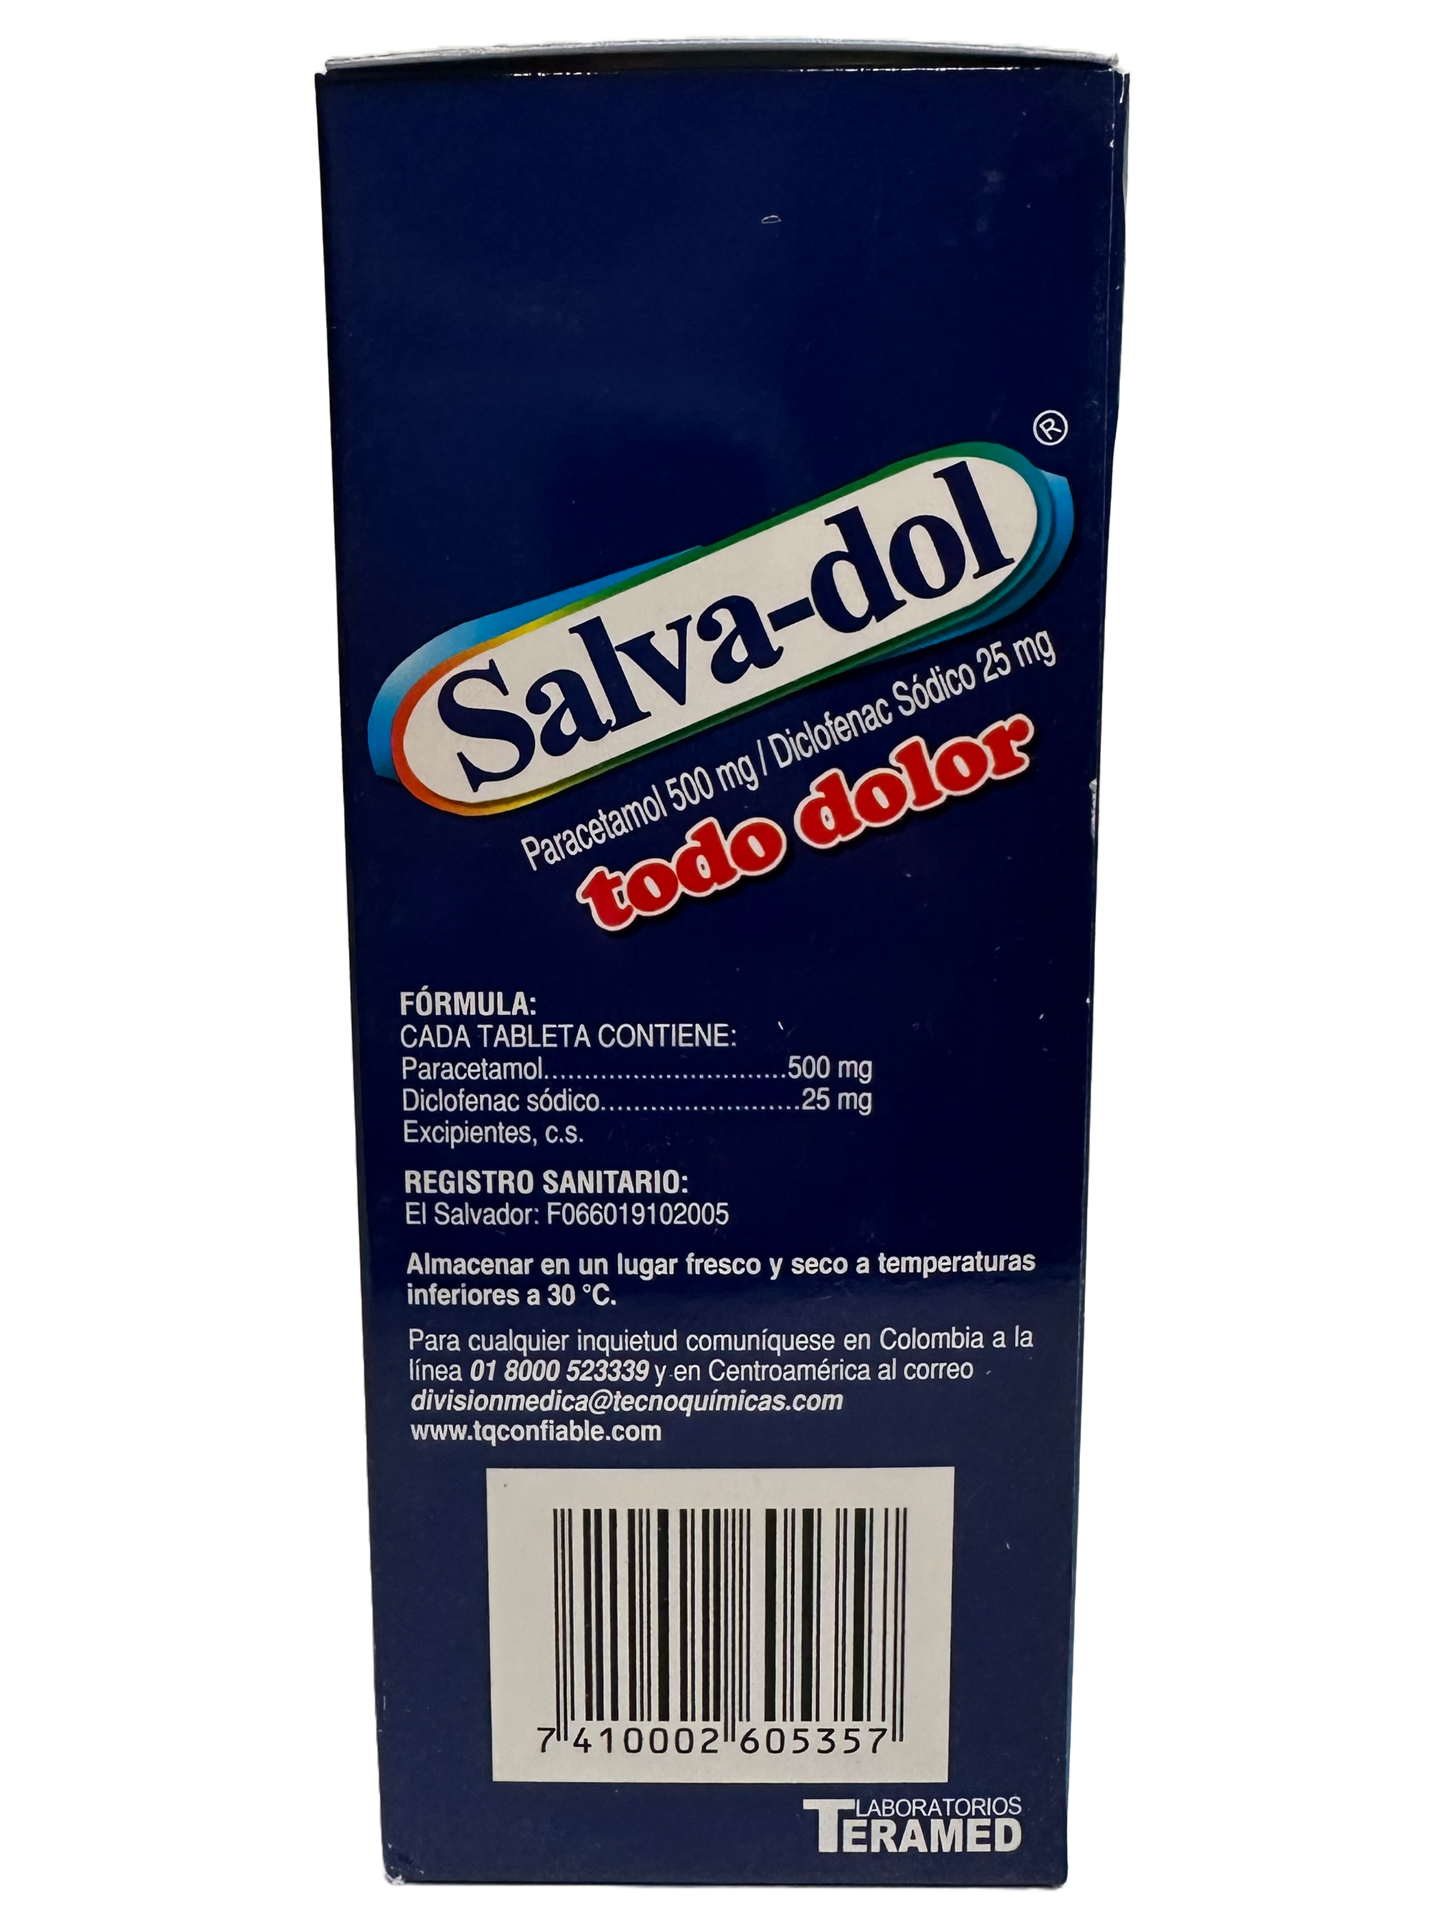 ®
Salva-dol
Paracetamol 500 mg / Diclofenac Sódico 25 mg
todo dolor
FÓRMULA:
CADA TABLETA CONTIENE:
Paracetamol..............................500 mg
Diclofenac sódico........................25 mg
Excipientes, c.s.
REGISTRO SANITARIO:
El Salvador: F066019102005
Almacenar en un lugar fresco y seco a temperaturas
inferiores a 30 °C.
Para cualquier inquietud comuníquese en Colombia a la
línea 01 8000 523339 y en Centroamérica al correo
divisionmedica@tecnoquímicas.com
www.tqconfiable.com
7 410002 605357
LABORATORIOS
TERAMED